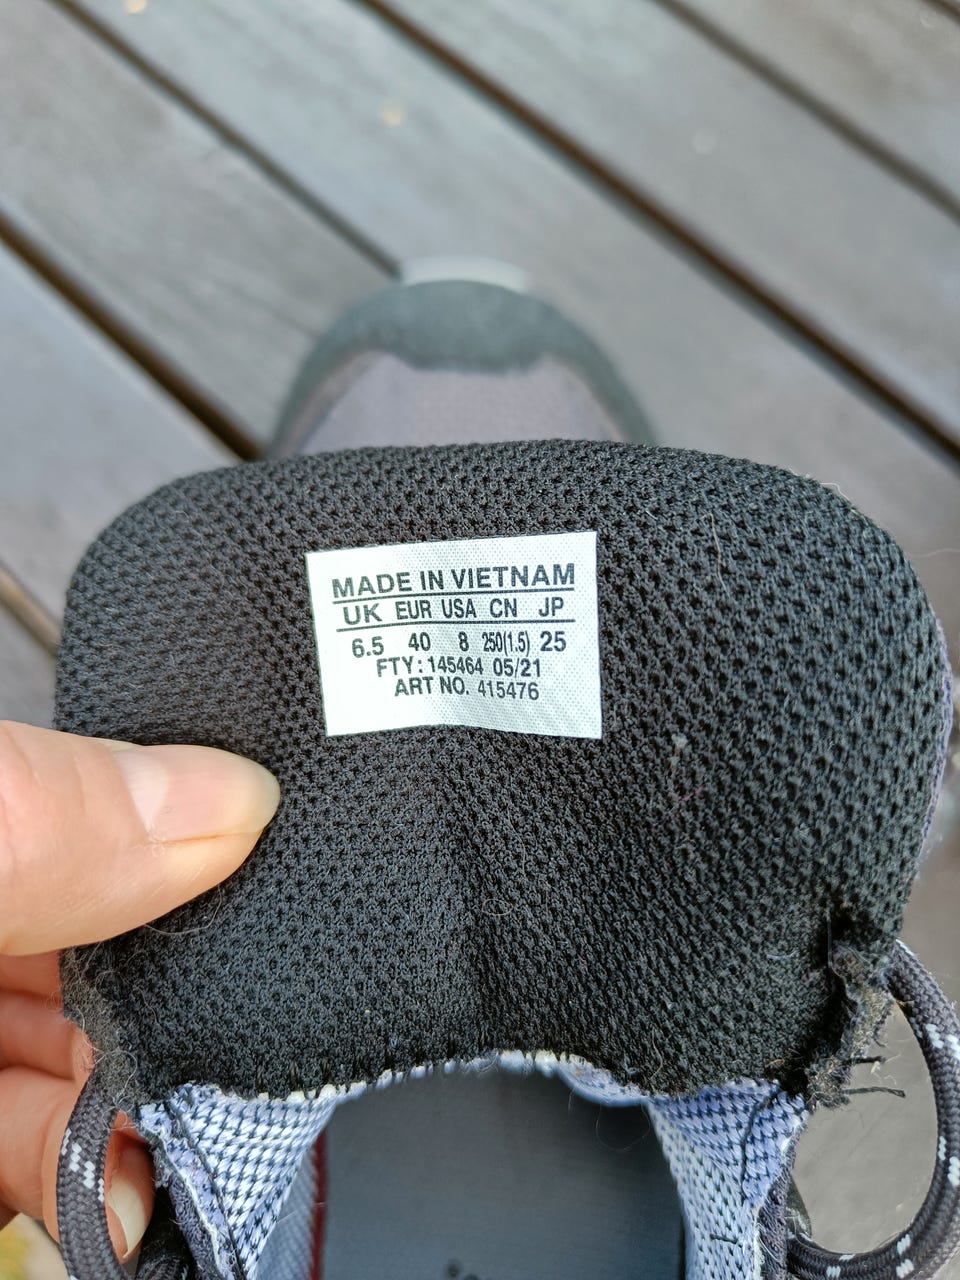 MADE IN VIETNAM
UK EUR USA CN JP
6.5 40 8 250(1.5) 25
FTY: 145464 05/21
ART NO. 415476